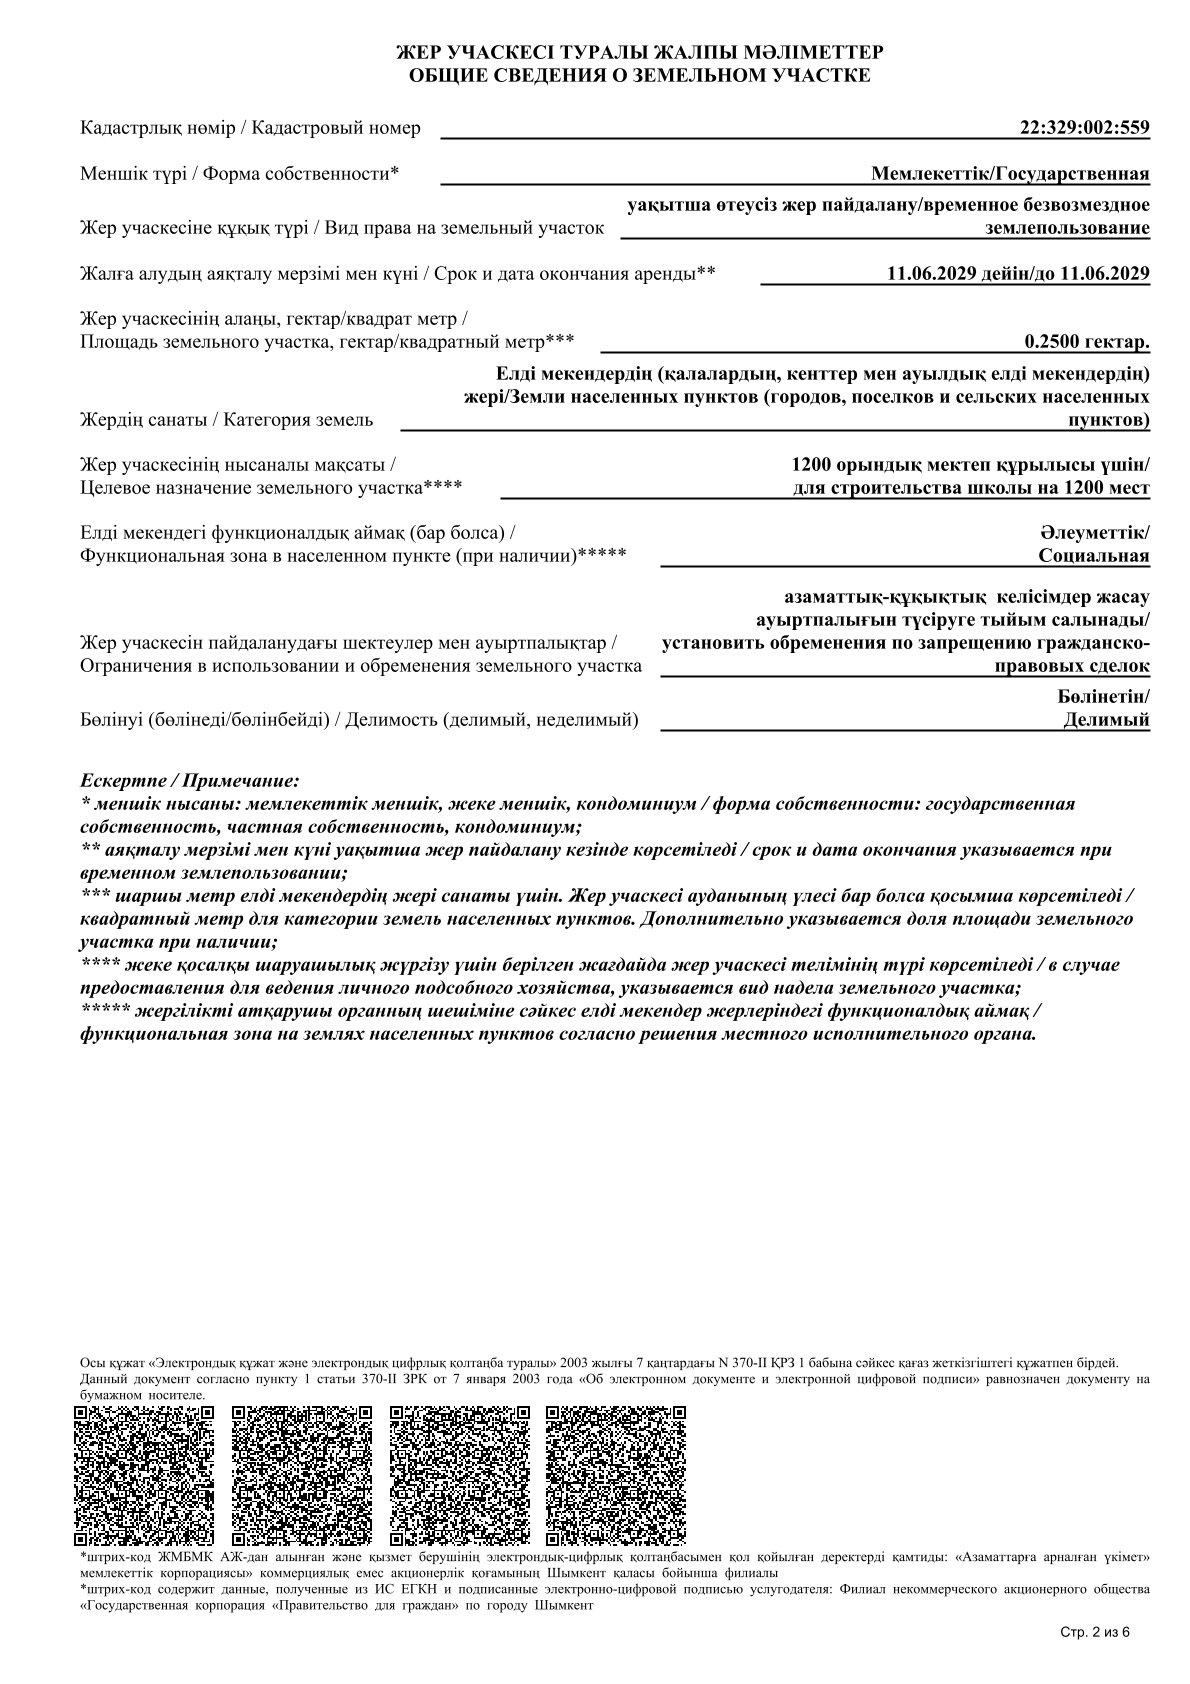 ЖЕР УЧАСКЕСІ ТУРАЛЫ ЖАЛПЫ МӘЛІМЕТТЕР
ОБЩИЕ СВЕДЕНИЯ О ЗЕМЕЛЬНОМ УЧАСТКЕ
Кадастрлық нөмір / Кадастровый номер 22:329:002:559
Меншік түрі / Форма собственности* Мемлекеттік/Государственная
уақытша өтеусіз жер пайдалану/временное безвозмездное
Жер учаскесіне құқық түрі / Вид права на земельный участок землепользование
Жалға алудың аяқталу мерзімі мен күні / Срок и дата окончания аренды** 11.06.2029 дейін/до 11.06.2029
Жер учаскесінің алаңы, гектар/квадрат метр /
Площадь земельного участка, гектар/квадратный метр*** 0.2500 гектар.
Елді мекендердің (қалалардың, кенттер мен ауылдық елді мекендердің)
жері/Земли населенных пунктов (городов, поселков и сельских населенных
Жердің санаты / Категория земель пунктов)
Жер учаскесінің нысаналы мақсаты / 1200 орындық мектеп құрылысы үшін/
Целевое назначение земельного участка**** для строительства школы на 1200 мест
Елді мекендегі функционалдық аймақ (бар болса) / Әлеуметтік/
Функциональная зона в населенном пункте (при наличии)***** Социальная
азаматтық-құқықтық келісімдер жасау
ауыртпалығын түсіруге тыйым салынады/
Жер учаскесін пайдаланудағы шектеулер мен ауыртпалықтар / установить обременения по запрещению гражданско-
Ограничения в использовании и обременения земельного участка правовых сделок
Бөлінетін/
Бөлінуі (бөлінеді/бөлінбейді) / Делимость (делимый, неделимый) Делимый
Ескертпе / Примечание:
* меншік нысаны: мемлекеттік меншік, жеке меншік, кондоминиум / форма собственности: государственная
собственность, частная собственность, кондоминиум;
** аяқталу мерзімі мен күні уақытша жер пайдалану кезінде көрсетіледі / срок и дата окончания указывается при
временном землепользовании;
*** шаршы метр елді мекендердің жері санаты үшін. Жер учаскесі ауданының үлесі бар болса қосымша көрсетіледі /
квадратный метр для категории земель населенных пунктов. Дополнительно указывается доля площади земельного
участка при наличии;
**** жеке қосалқы шаруашылық жүргізу үшін берілген жағдайда жер учаскесі телімінің түрі көрсетіледі / в случае
предоставления для ведения личного подсобного хозяйства, указывается вид надела земельного участка;
***** жергілікті атқарушы органның шешіміне сәйкес елді мекендер жерлеріндегі функционалдық аймақ /
функциональная зона на землях населенных пунктов согласно решения местного исполнительного органа.
Осы құжат «Электрондық құжат және электрондық цифрлық қолтаңба туралы» 2003 жылғы 7 қаңтардағы N 370-II ҚРЗ 1 бабына сәйкес қағаз жеткізгіштегі құжатпен бірдей.
Данный документ согласно пункту 1 статьи 370-II ЗРК от 7 января 2003 года «Об электронном документе и электронной цифровой подписи» равнозначен документу на
бумажном носителе.
*штрих-код ЖМБМК АЖ-дан алынған және қызмет берушінің электрондық-цифрлық қолтаңбасымен қол қойылған деректерді қамтиды: «Азаматтарға арналған үкімет»
мемлекеттік корпорациясы» коммерциялық емес акционерлік қоғамының Шымкент қаласы бойынша филиалы
*штрих-код содержит данные, полученные из ИС ЕГКН и подписанные электронно-цифровой подписью услугодателя: Филиал некоммерческого акционерного общества
«Государственная корпорация «Правительство для граждан» по городу Шымкент
Стр. 2 из 6